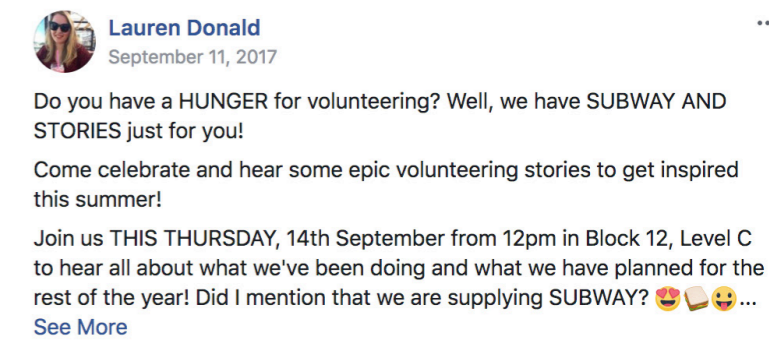 Lauren Donald
September 11, 2017
Do you have a HUNGER for volunteering? Well, we have SUBWAY AND
STORIES just for you!
Come celebrate and hear some epic volunteering stories to get inspired
this summer!
Join us THIS THURSDAY, 14th September from 12pm in Block 12, Level C
to hear all about what we've been doing and what we have planned for the
rest of the year! Did I mention that we are supplying SUBWAY? 😍🥪😛...
See More